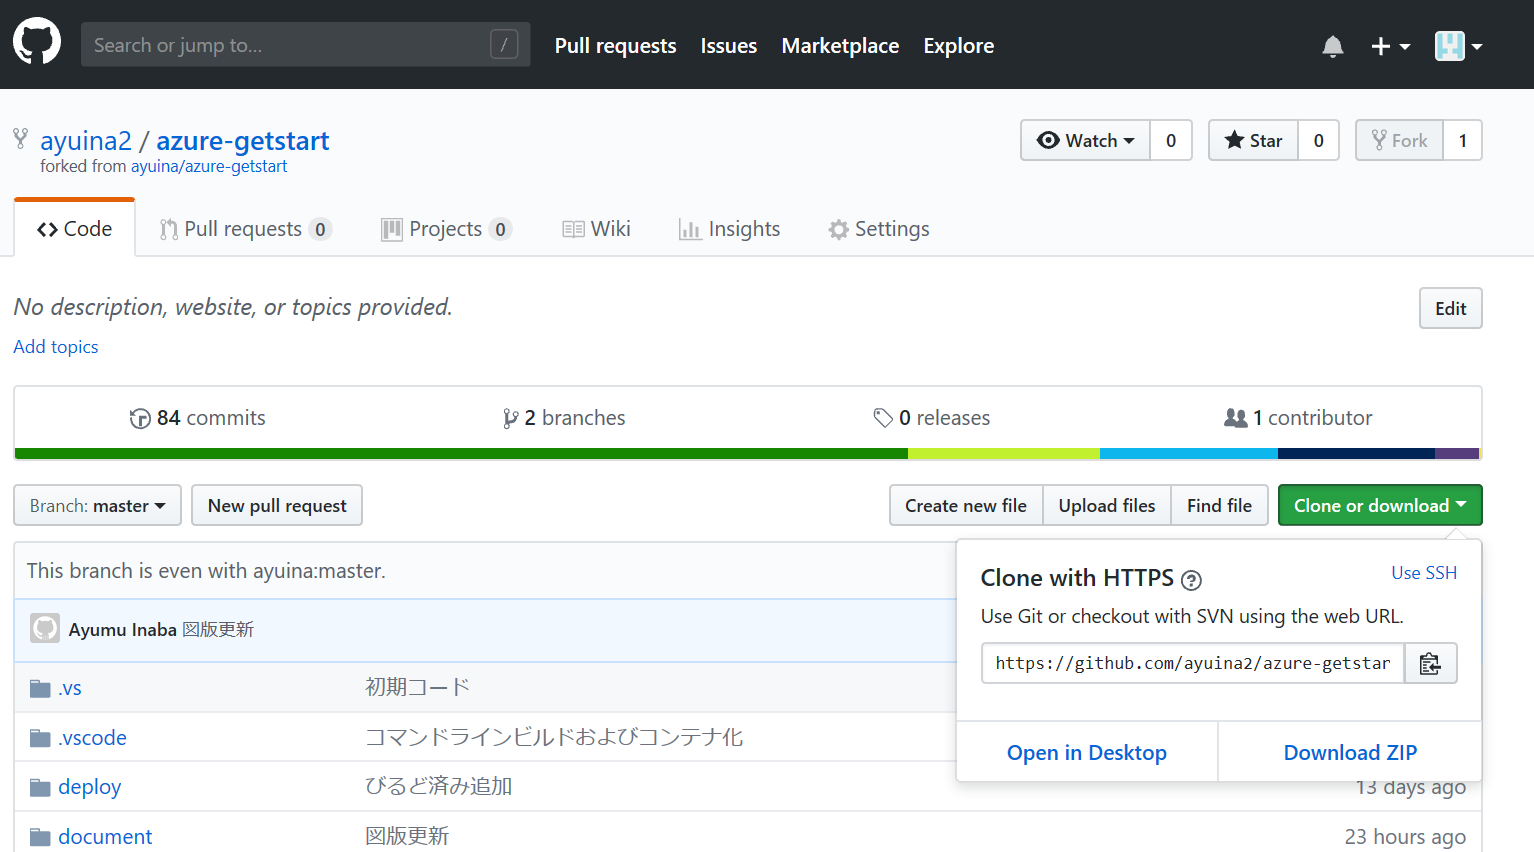 Search or jump to... /
Pull requests Issues Marketplace Explore
ayuina2 / azure-getstart
forked from ayuina/azure-getstart
Watch 0
Star 0
Fork 1
Code
Pull requests 0
Projects 0
Wiki
Insights
Settings
No description, website, or topics provided.
Edit
Add topics
84 commits
2 branches
0 releases
1 contributor
Branch: master
New pull request
Create new file
Upload files
Find file
Clone or download
This branch is even with ayuina:master.
Clone with HTTPS ?
Use SSH
Use Git or checkout with SVN using the web URL.
https://github.com/ayuina2/azure-getstar
Open in Desktop
Download ZIP
Ayumu Inaba 図版更新
.vs 初期コード
.vscode コマンドラインビルドおよびコンテナ化
deploy びるど済み追加 13 days ago
document 図版更新 23 hours ago